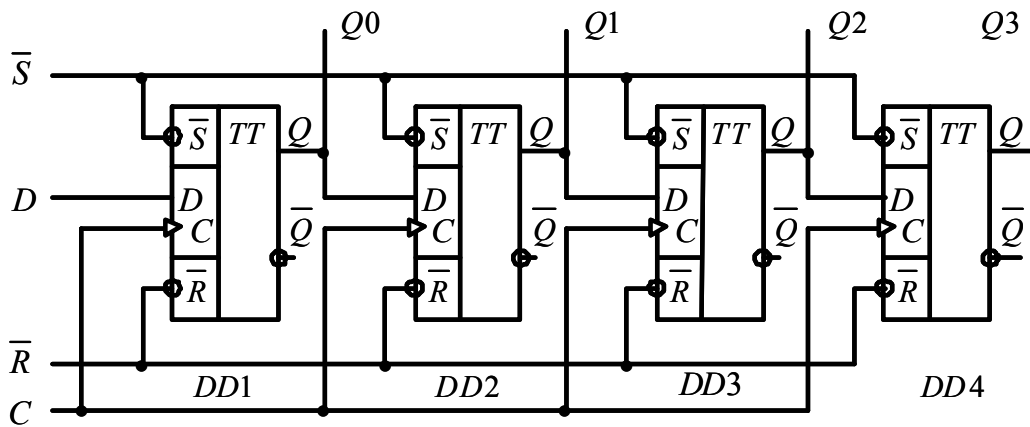 Q0 Q1 Q2 Q3
S̅
S̅ TT Q S̅ TT Q S̅ TT Q S̅ TT Q
D D D D D
C Q̅ C Q̅ C Q̅ C Q̅
R̅ R̅ R̅ R̅
R̅
DD1 DD2 DD3 DD4
C